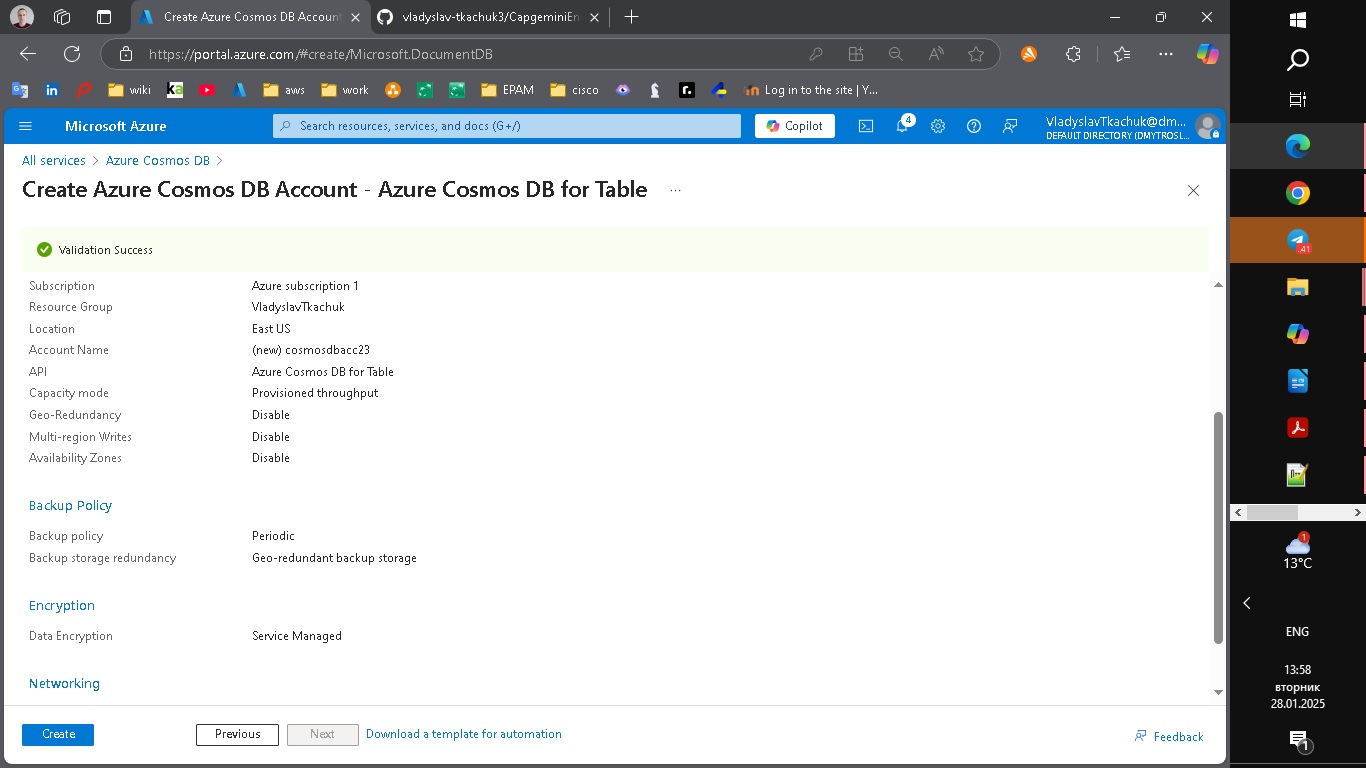 Create Azure Cosmos DB Account
vladyslav-tkachuk3/CapgeminiEn
https://portal.azure.com/#create/Microsoft.DocumentDB
wiki
ka
aws
work
EPAM
cisco
r.
Log in to the site | Y...
Microsoft Azure
Search resources, services, and docs (G+/)
Copilot
4
VladyslavTkachuk@dm...
DEFAULT DIRECTORY (DMYTROSL...
All services > Azure Cosmos DB >
Create Azure Cosmos DB Account - Azure Cosmos DB for Table ...
Validation Success
Subscription Azure subscription 1
Resource Group VladyslavTkachuk
Location East US
Account Name (new) cosmosdbacc23
API Azure Cosmos DB for Table
Capacity mode Provisioned throughput
Geo-Redundancy Disable
Multi-region Writes Disable
Availability Zones Disable
Backup Policy
Backup policy Periodic
Backup storage redundancy Geo-redundant backup storage
Encryption
Data Encryption Service Managed
Networking
Create
Previous
Next
Download a template for automation
Feedback
41
1
13°C
ENG
13:58
вторник
28.01.2025
1